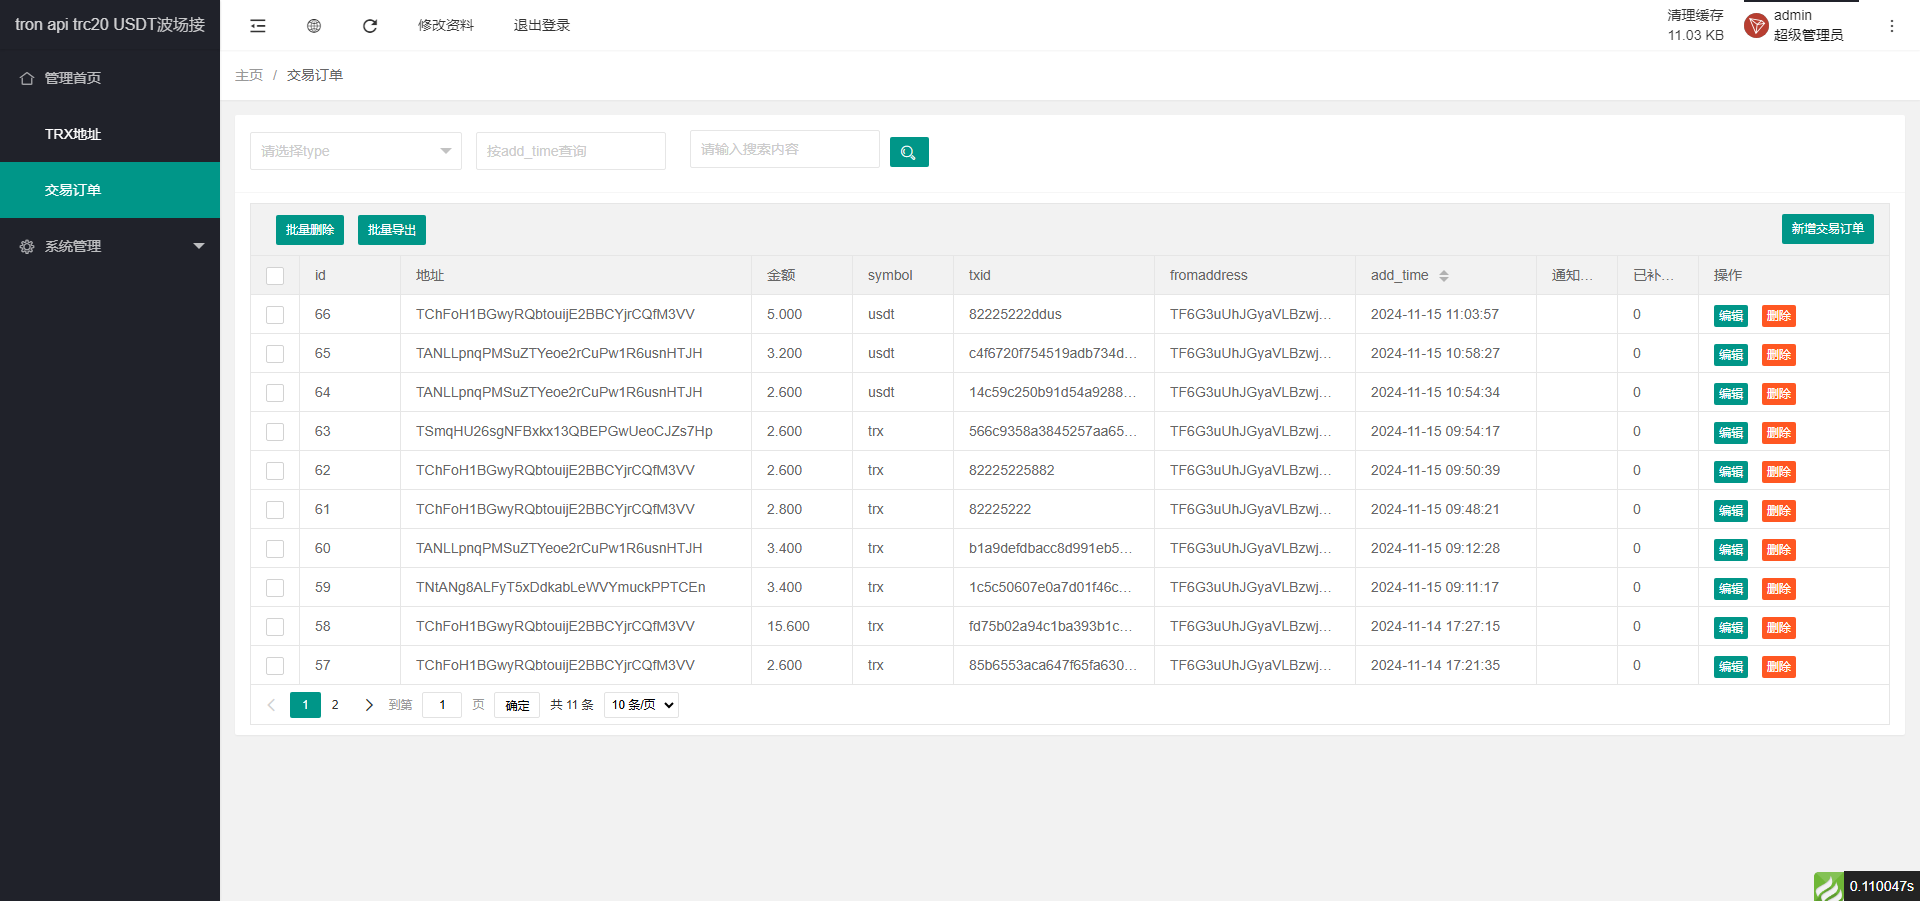 tron api trc20 USDT波场接
修改资料 退出登录
清理缓存
11.03 KB
admin
超级管理员
管理首页
TRX地址
交易订单
系统管理
主页 / 交易订单
请选择type 按add_time查询 请输入搜索内容
批量删除 批量导出 新增交易订单
id 地址 金额 symbol txid fromaddress add_time 通知... 已补... 操作
66 TChFoH1BGwyRQbtouijE2BBCYjrCQfM3VV 5.000 usdt 82225222ddus TF6G3uUhJGyaVLBzwj... 2024-11-15 11:03:57 0 编辑 删除
65 TANLLpnqPMSuZTYeoe2rCuPw1R6usnHTJH 3.200 usdt c4f6720f754519adb734d... TF6G3uUhJGyaVLBzwj... 2024-11-15 10:58:27 0 编辑 删除
64 TANLLpnqPMSuZTYeoe2rCuPw1R6usnHTJH 2.600 usdt 14c59c250b91d54a9288... TF6G3uUhJGyaVLBzwj... 2024-11-15 10:54:34 0 编辑 删除
63 TSmqHU26sgNFBxkx13QBEPGwUeoCJZs7Hp 2.600 trx 566c9358a3845257aa65... TF6G3uUhJGyaVLBzwj... 2024-11-15 09:54:17 0 编辑 删除
62 TChFoH1BGwyRQbtouijE2BBCYjrCQfM3VV 2.600 trx 82225225882 TF6G3uUhJGyaVLBzwj... 2024-11-15 09:50:39 0 编辑 删除
61 TChFoH1BGwyRQbtouijE2BBCYjrCQfM3VV 2.800 trx 82225222 TF6G3uUhJGyaVLBzwj... 2024-11-15 09:48:21 0 编辑 删除
60 TANLLpnqPMSuZTYeoe2rCuPw1R6usnHTJH 3.400 trx b1a9defdbacc8d991eb5... TF6G3uUhJGyaVLBzwj... 2024-11-15 09:12:28 0 编辑 删除
59 TNtANg8ALFyT5xDdkabLeWVYmuckPPTCEn 3.400 trx 1c5c50607e0a7d01f46c... TF6G3uUhJGyaVLBzwj... 2024-11-15 09:11:17 0 编辑 删除
58 TChFoH1BGwyRQbtouijE2BBCYjrCQfM3VV 15.600 trx fd75b02a94c1ba393b1c... TF6G3uUhJGyaVLBzwj... 2024-11-14 17:27:15 0 编辑 删除
57 TChFoH1BGwyRQbtouijE2BBCYjrCQfM3VV 2.600 trx 85b6553aca647f65fa630... TF6G3uUhJGyaVLBzwj... 2024-11-14 17:21:35 0 编辑 删除
1 2 到第 1 页 确定 共 11 条 10 条/页
0.110047s